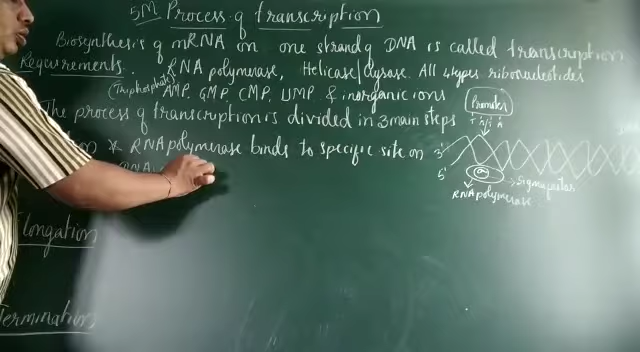 5M Process of transcription
Biosynthesis of mRNA on one strand of DNA is called transcription
Requirements. RNA polymerase, Helicase/Gyrase. All 4 types ribonucleotides
(Triphosphate) AMP, GMP, CMP, UMP & inorganic ions
The process of transcription is divided in 3 main steps
* RNA polymerase binds to specific site on
DNA
Promoter
3'
5'
Sigma factor
RNA polymerase
Elongation
Termination